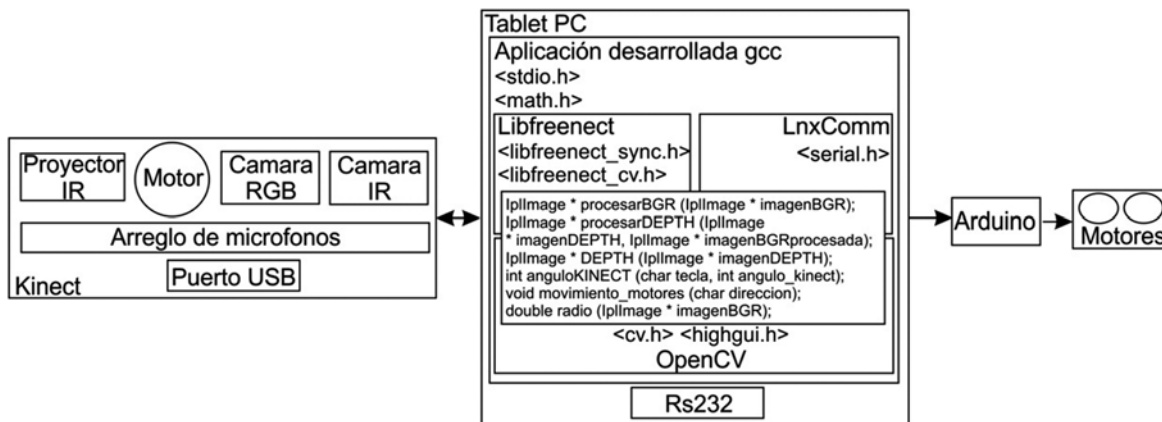 Proyector
IR
Motor
Camara
RGB
Camara
IR
Arreglo de microfonos
Puerto USB
Kinect
Tablet PC
Aplicación desarrollada gcc
<stdio.h>
<math.h>
Libfreenect
<libfreenect_sync.h>
<libfreenect_cv.h>
LnxComm
<serial.h>
IplImage * procesarBGR (IplImage * imagenBGR);
IplImage * procesarDEPTH (IplImage
* imagenDEPTH, IplImage * imagenBGRprocesada);
IplImage * DEPTH (IplImage * imagenDEPTH);
int anguloKINECT (char tecla, int angulo_kinect);
void movimiento_motores (char direccion);
double radio (IplImage * imagenBGR);
<cv.h> <highgui.h>
OpenCV
Rs232
Arduino
Motores